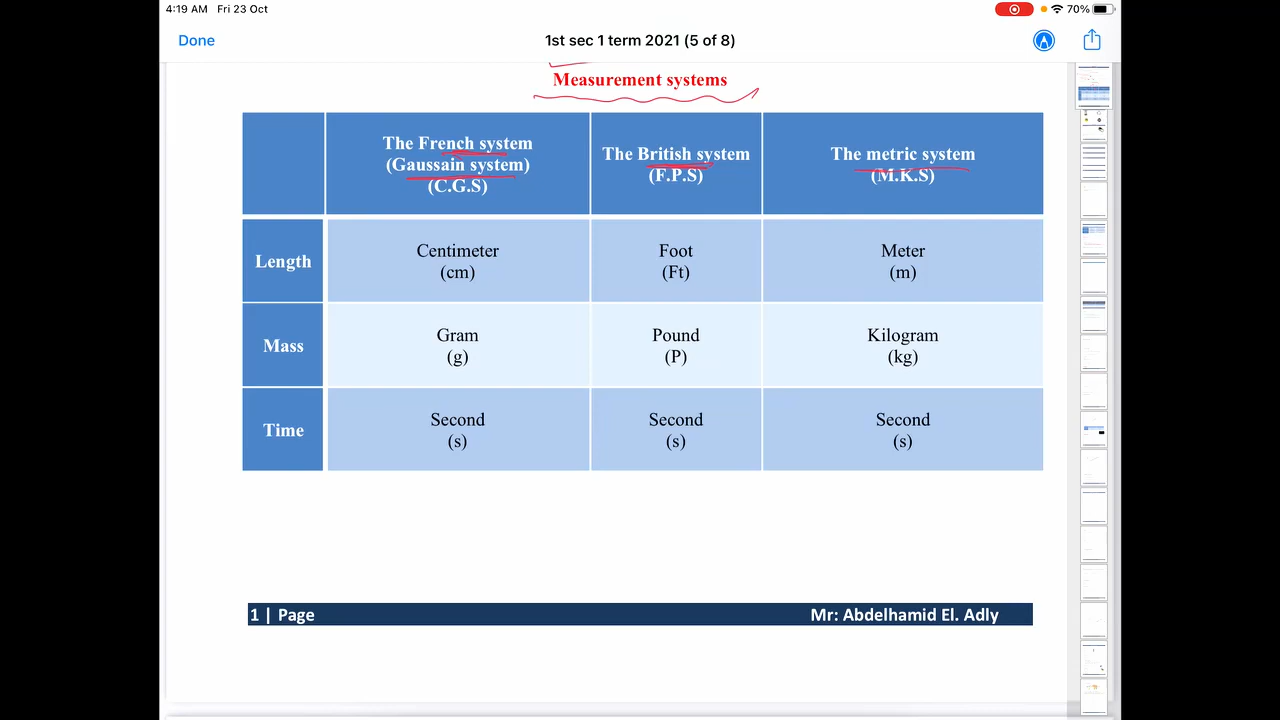 4:19 AM Fri 23 Oct
70%
Done
1st sec 1 term 2021 (5 of 8)
Measurement systems
The French system
(Gaussain system)
(C.G.S)
The British system
(F.P.S)
The metric system
(M.K.S)
Length
Centimeter
(cm)
Foot
(Ft)
Meter
(m)
Mass
Gram
(g)
Pound
(P)
Kilogram
(kg)
Time
Second
(s)
Second
(s)
Second
(s)
1 | Page
Mr: Abdelhamid El. Adly